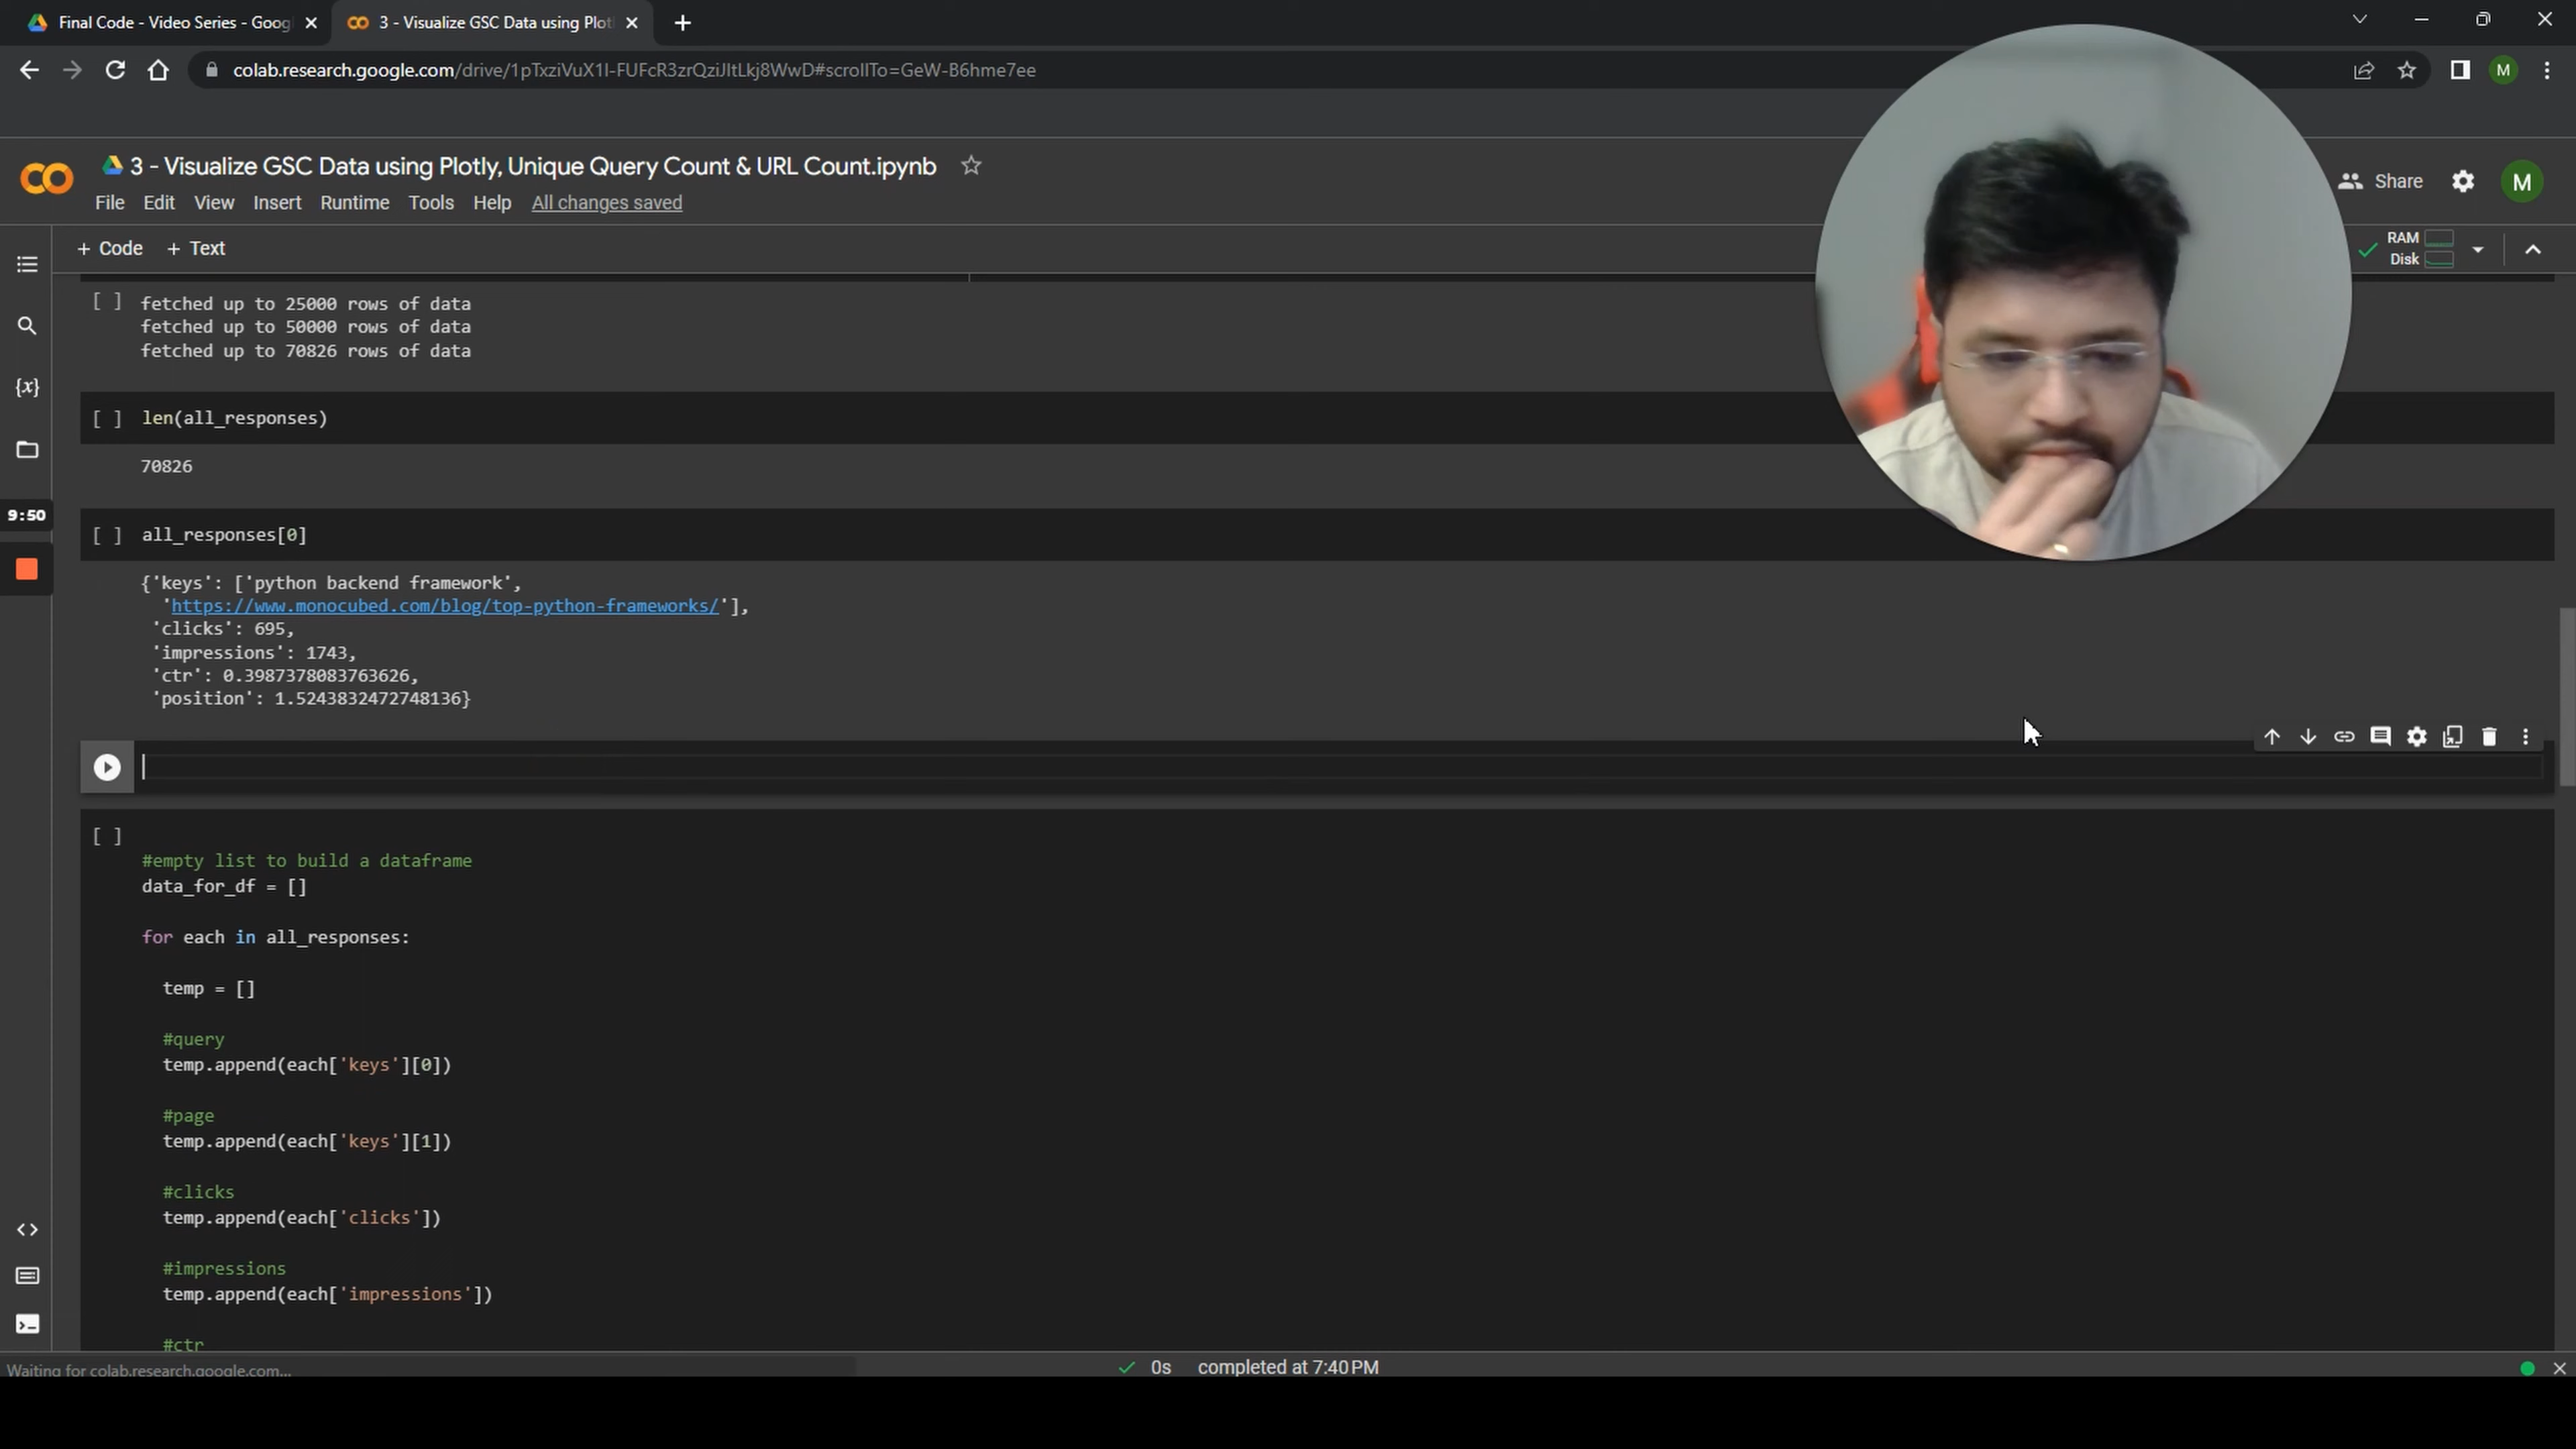 Final Code - Video Series - Goog
3 - Visualize GSC Data using Plot
colab.research.google.com/drive/1pTxziVuX1I-FUFcR3zrQziJltLkj8WwD#scrollTo=GeW-B6hme7ee
M
3 - Visualize GSC Data using Plotly, Unique Query Count & URL Count.ipynb
File Edit View Insert Runtime Tools Help All changes saved
Share
M
+ Code + Text
RAM
Disk
[ ] fetched up to 25000 rows of data
fetched up to 50000 rows of data
fetched up to 70826 rows of data
{x}
[ ] len(all_responses)
70826
9:50
[ ] all_responses[0]
{'keys': ['python backend framework',
'https://www.monocubed.com/blog/top-python-frameworks/'],
'clicks': 695,
'impressions': 1743,
'ctr': 0.3987378083763626,
'position': 1.5243832472748136}
[ ]
#empty list to build a dataframe
data_for_df = []
for each in all_responses:
temp = []
#query
temp.append(each['keys'][0])
#page
temp.append(each['keys'][1])
#clicks
temp.append(each['clicks'])
#impressions
temp.append(each['impressions'])
#ctr
Waiting for colab.research.google.com...
0s completed at 7:40 PM